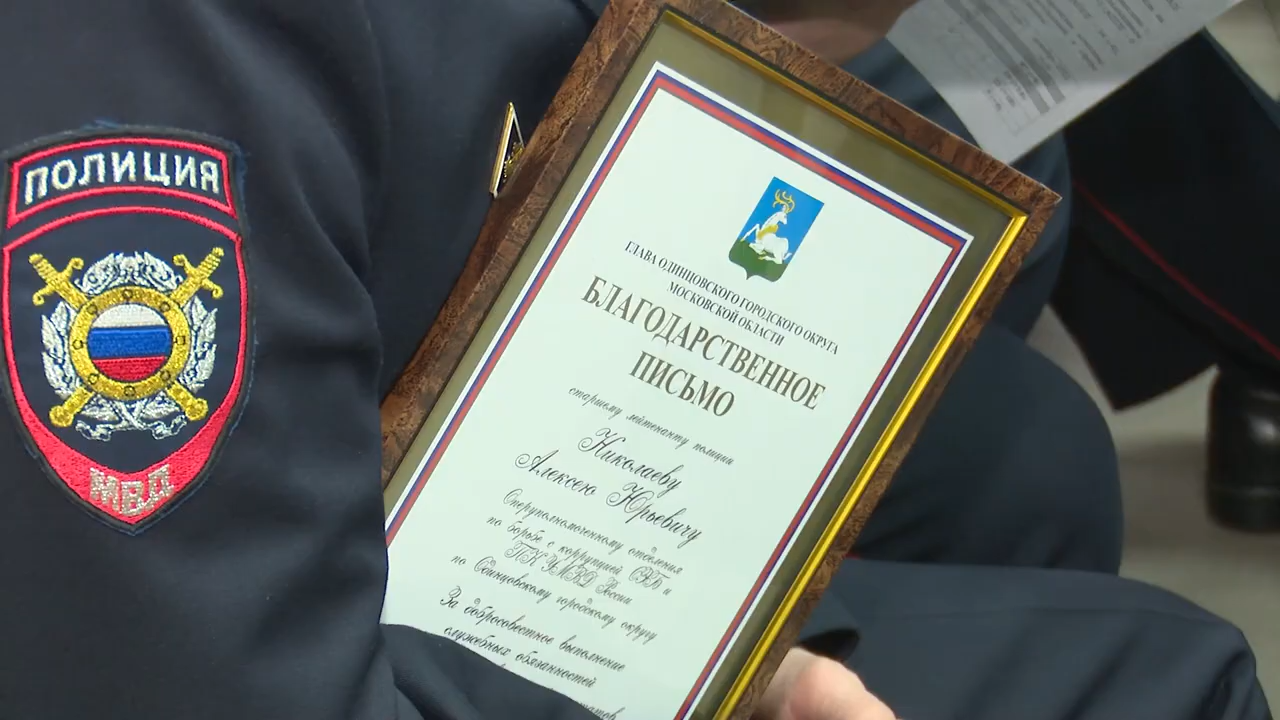 ПОЛИЦИЯ
МВД
ГЛАВА ОДИНЦОВСКОГО ГОРОДСКОГО ОКРУГА
МОСКОВСКОЙ ОБЛАСТИ
БЛАГОДАРСТВЕННОЕ
ПИСЬМО
старшему лейтенанту полиции
Николаеву
Алексею Юрьевичу
Оперуполномоченному отделения
по борьбе с коррупцией ОЭБ и
ПК УМВД России
по Одинцовскому городскому округу
За добросовестное выполнение
служебных обязанностей